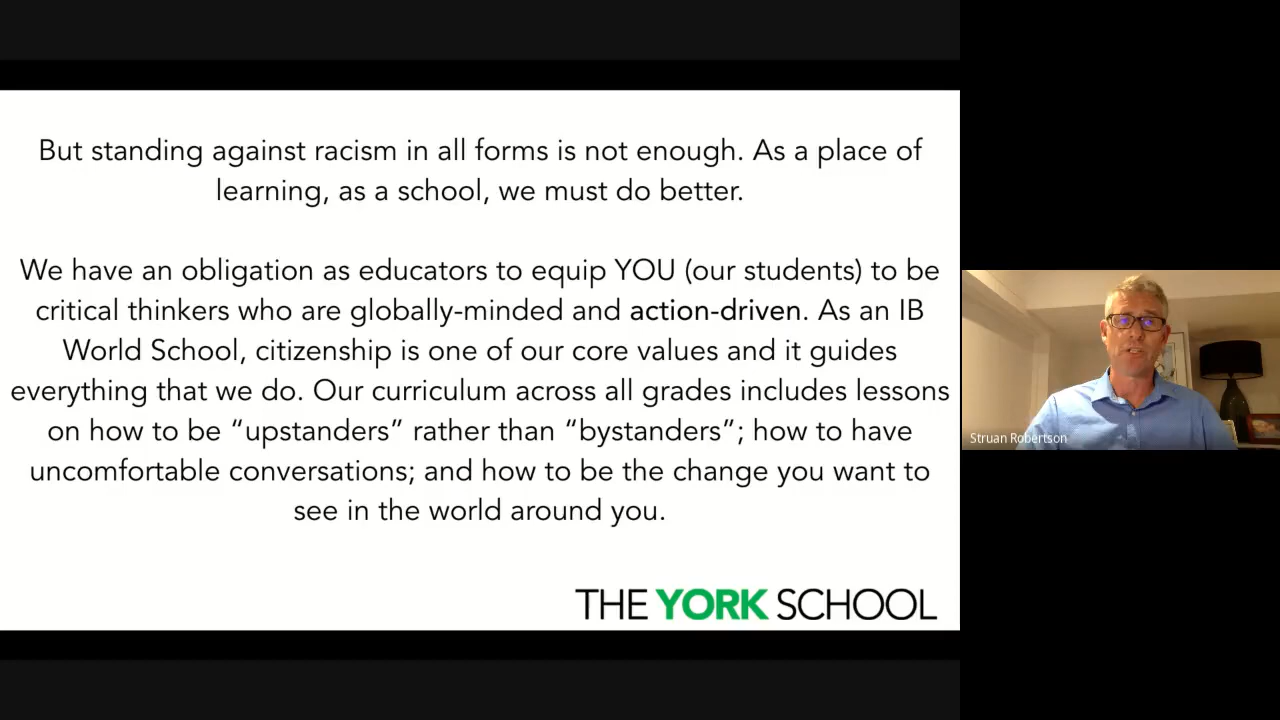 But standing against racism in all forms is not enough. As a place of
learning, as a school, we must do better.
We have an obligation as educators to equip YOU (our students) to be
critical thinkers who are globally-minded and action-driven. As an IB
World School, citizenship is one of our core values and it guides
everything that we do. Our curriculum across all grades includes lessons
on how to be “upstanders” rather than “bystanders”; how to have
uncomfortable conversations; and how to be the change you want to
see in the world around you.
THE YORK SCHOOL
Struan Robertson